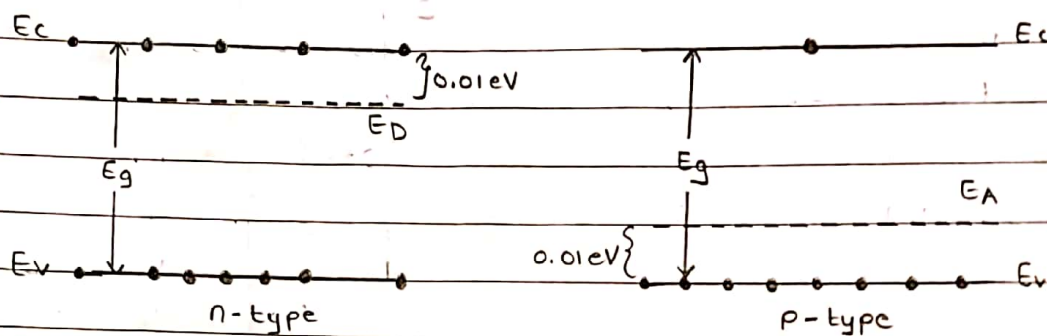 Ec Ec
0.01eV
ED
Eg Eg
EA
0.01eV
Ev Ev
n-type p-type